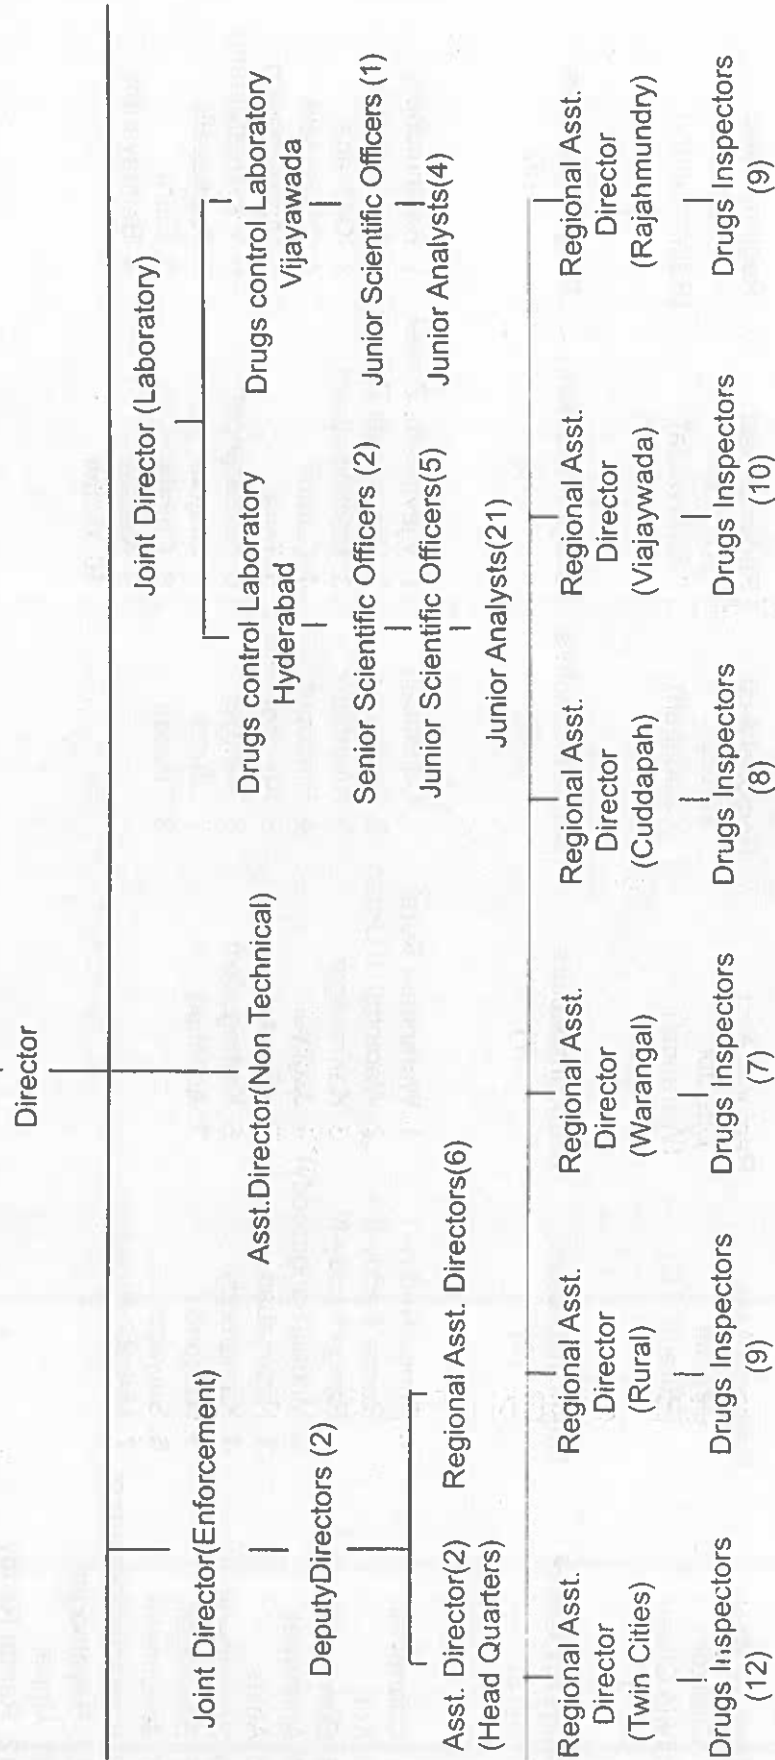 Director
Joint Director(Enforcement)
Asst.Director(Non Technical)
Joint Director (Laboratory)
DeputyDirectors (2)
Asst. Director(2)
(Head Quarters)
Regional Asst. Directors(6)
Drugs control Laboratory
Hyderabad
Senior Scientific Officers (2)
Junior Scientific Officers(5)
Junior Analysts(21)
Drugs control Laboratory
Vijayawada
Junior Scientific Officers (1)
Junior Analysts(4)
Regional Asst.
Director
(Twin Cities)
Drugs Inspectors
(12)
Regional Asst.
Director
(Rural)
Drugs Inspectors
(9)
Regional Asst.
Director
(Warangal)
Drugs Inspectors
(7)
Regional Asst.
Director
(Cuddapah)
Drugs Inspectors
(8)
Regional Asst.
Director
(Viajaywada)
Drugs Inspectors
(10)
Regional Asst.
Director
(Rajahmundry)
Drugs Inspectors
(9)